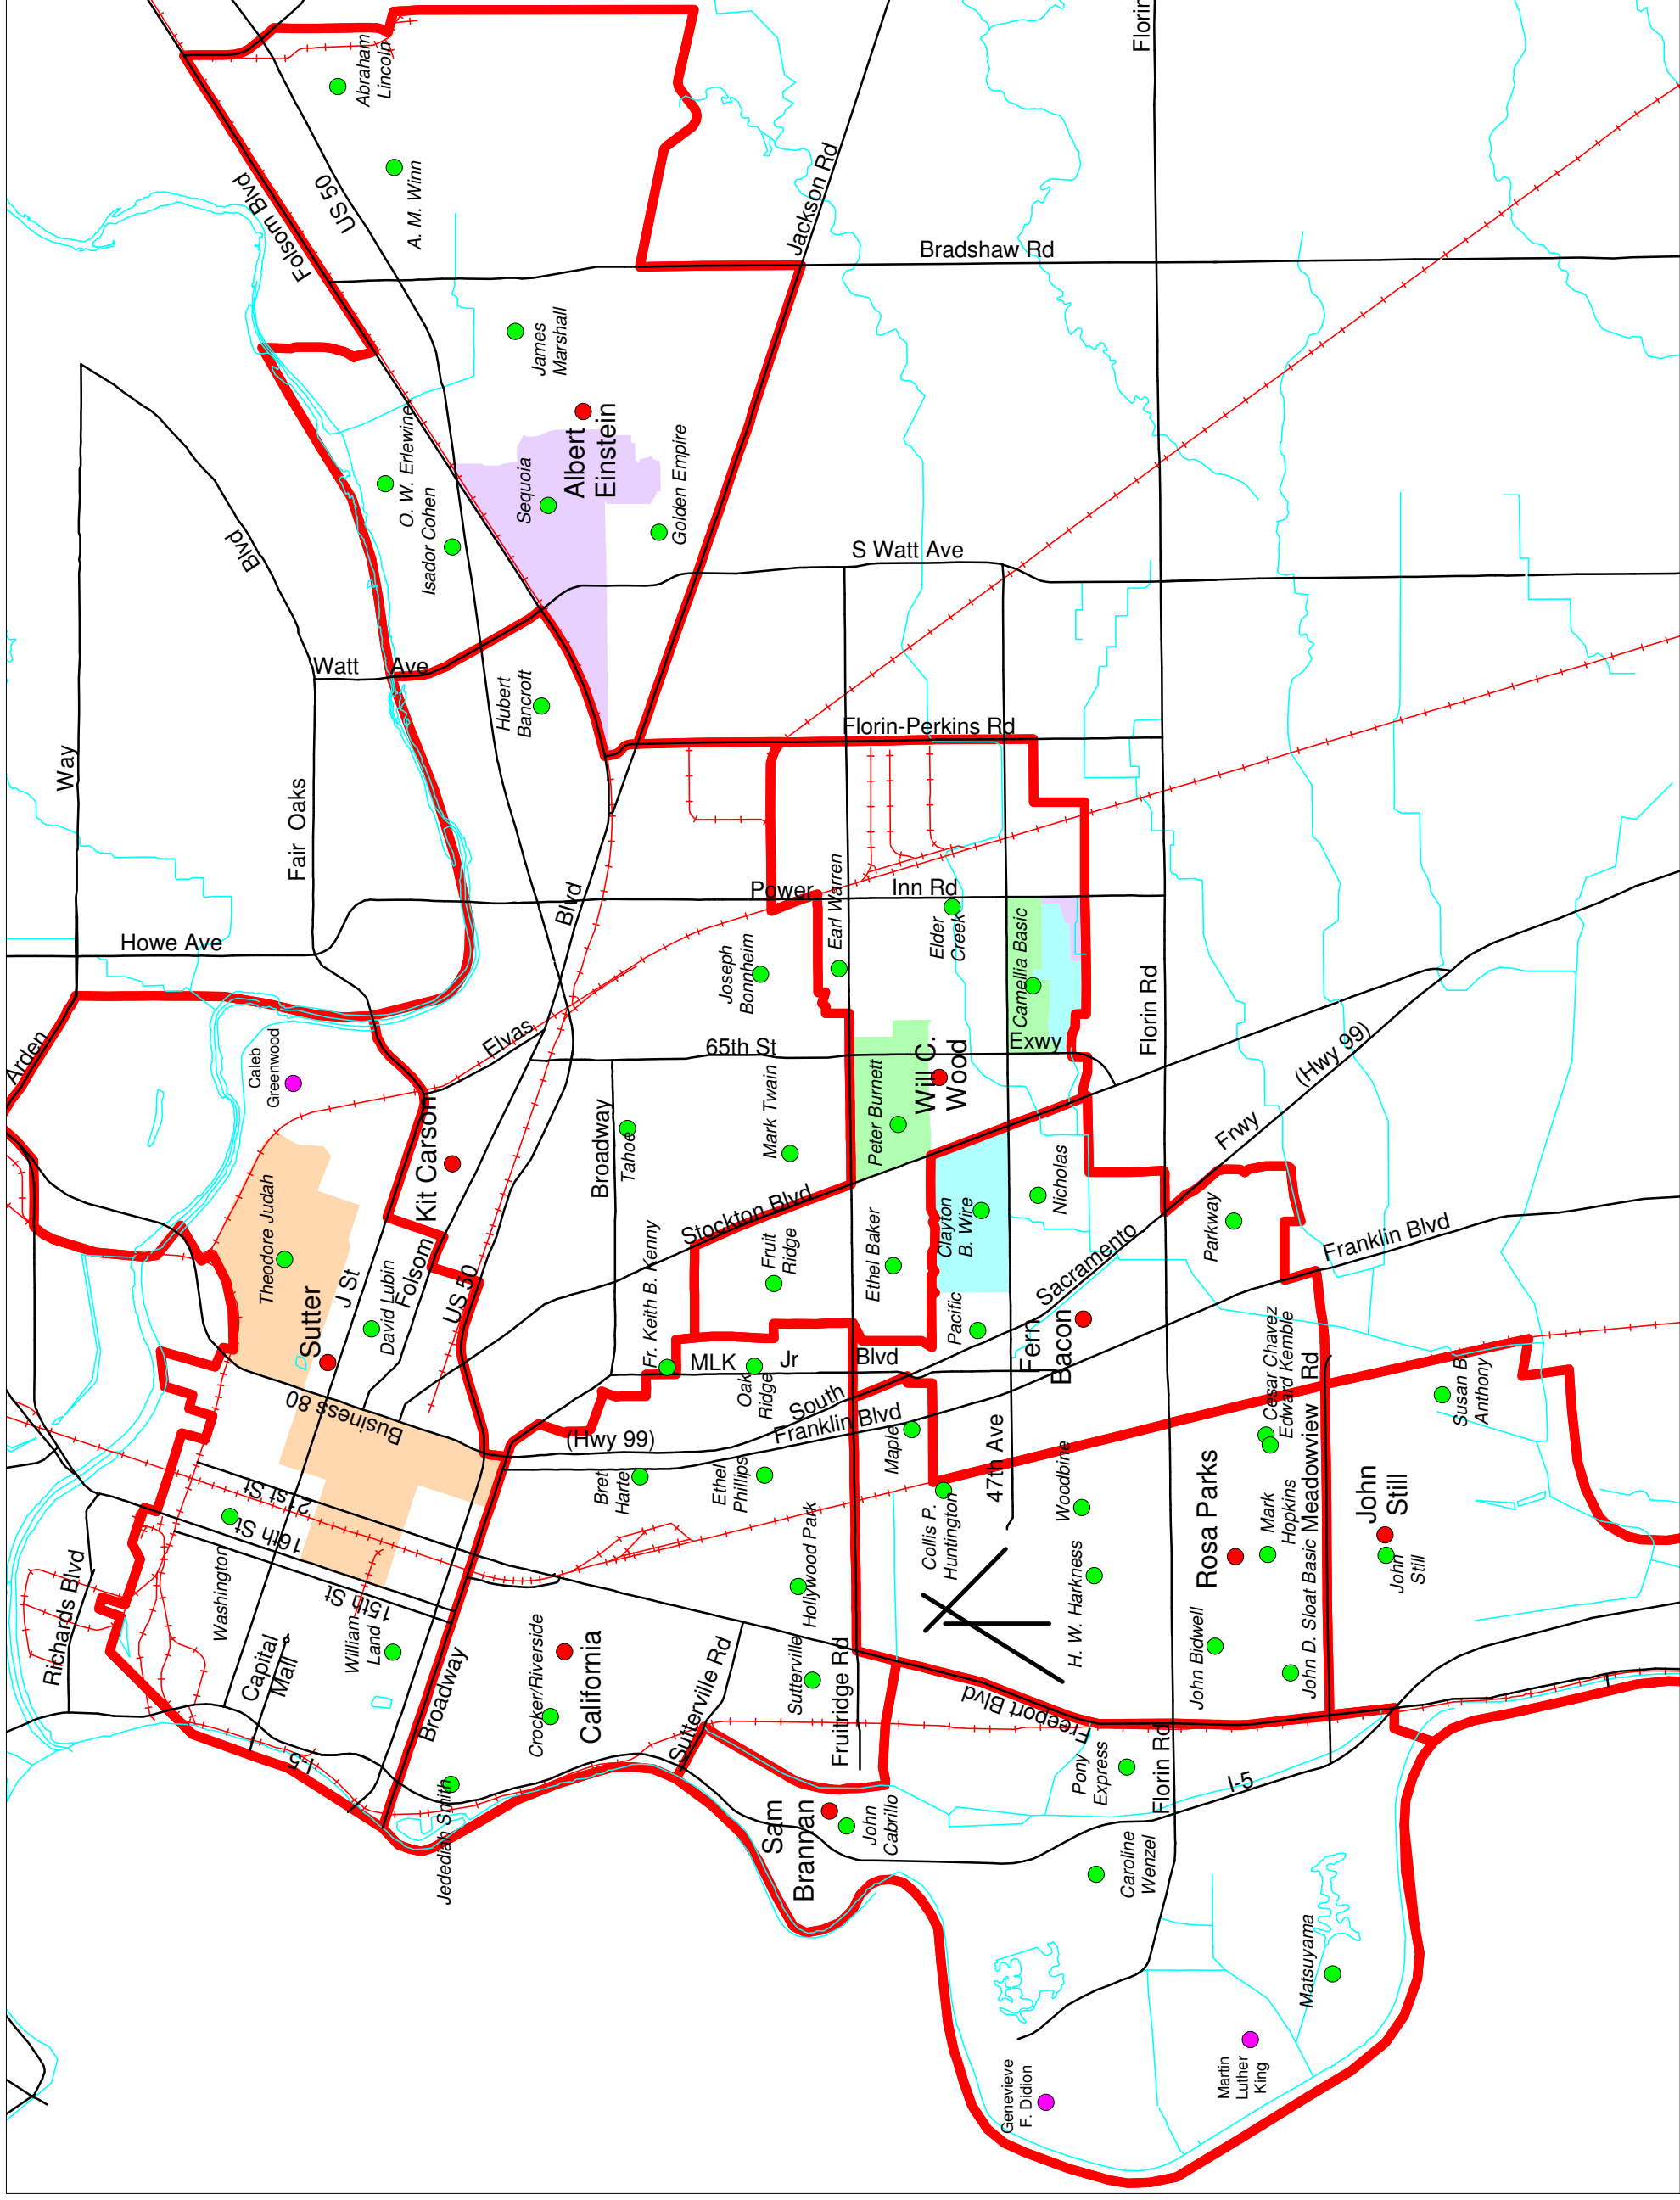 Abraham
Lincoln
A. M. Winn
Folsom Blvd
US 50
Jackson Rd
Bradshaw Rd
Florin
James
Marshall
Albert
Einstein
Sequoia
Golden Empire
O. W. Erlewine
Isador Cohen
S Watt Ave
Blvd
Watt Ave
Way
Fair Oaks
Howe Ave
Arden
Hubert
Bancroft
Florin-Perkins Rd
Power Inn Rd
Earl Warren
Joseph
Bonnheim
Elder
Creek
Camellia Basic
Blvd
Elvas
65th St
Exwy
Florin Rd
(Hwy 99)
Frwy
Sacramento
South
(Hwy 99)
Caleb
Greenwood
Kit Carson
Broadway
Tahoe
Mark Twain
Peter Burnett
Will C.
Wood
Stockton Blvd
Nicholas
Clayton
B. Wire
Ethel Baker
Fruit
Ridge
Pacific
Parkway
Franklin Blvd
Theodore Judah
Sutter
J St
David Lubin
Folsom
US 50
Fr. Keith B. Kenny
MLK Jr Blvd
Oak
Ridge
Fern
Bacon
Business 80
Franklin Blvd
Maple
Bret
Harte
Ethel
Phillips
47th Ave
Woodbine
Cesar Chavez
Edward Kemble
Susan B.
Anthony
Meadowview Rd
Rosa Parks
Mark
Hopkins
John
Still
John
Still
21st St
16th St
15th St
Washington
Richards Blvd
Capital
Mall
William
Land
Hollywood Park
Collis P.
Huntington
H. W. Harkness
John Bidwell
John D. Sloat Basic
Crocker/Riverside
California
Sutterville
Sutterville Rd
Fruitridge Rd
Freeport Blvd
Broadway
I-5
Jedediah Smith
Sam
Brannan
John
Cabrillo
Pony
Express
Florin Rd
I-5
Caroline
Wenzel
Matsuyama
Martin
Luther
King
Genevieve
F. Didion